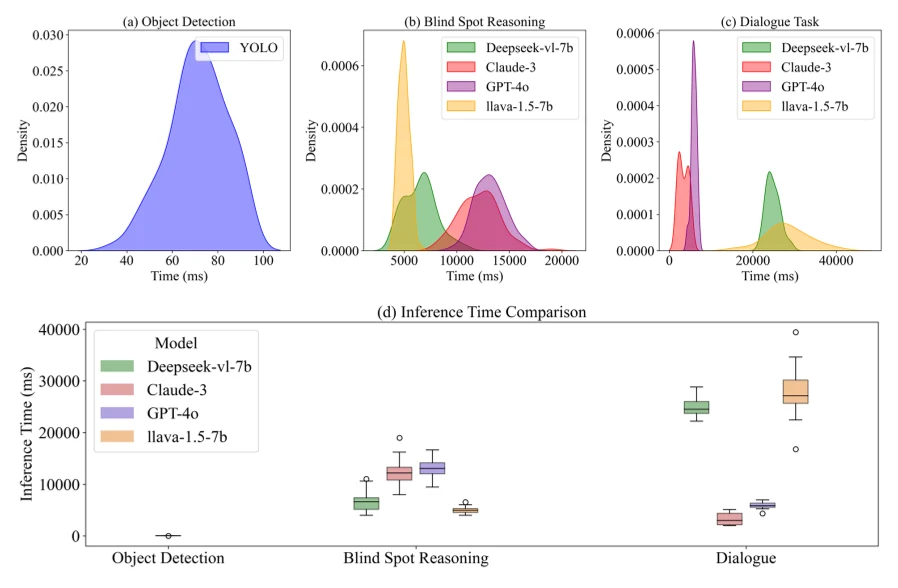 (a) Object Detection
0.030
0.025
0.020
0.015
0.010
0.005
0.000
Density
20 40 60 80 100
Time (ms)
YOLO
(b) Blind Spot Reasoning
0.0006
0.0004
0.0002
0.0000
Density
5000 10000 15000 20000
Time (ms)
Deepseek-vl-7b
Claude-3
GPT-4o
llava-1.5-7b
(c) Dialogue Task
0.0006
0.0005
0.0004
0.0003
0.0002
0.0001
0.0000
Density
0 20000 40000
Time (ms)
Deepseek-vl-7b
Claude-3
GPT-4o
llava-1.5-7b
(d) Inference Time Comparison
40000
30000
20000
10000
0
Inference Time (ms)
Model
Deepseek-vl-7b
Claude-3
GPT-4o
llava-1.5-7b
Object Detection Blind Spot Reasoning Dialogue